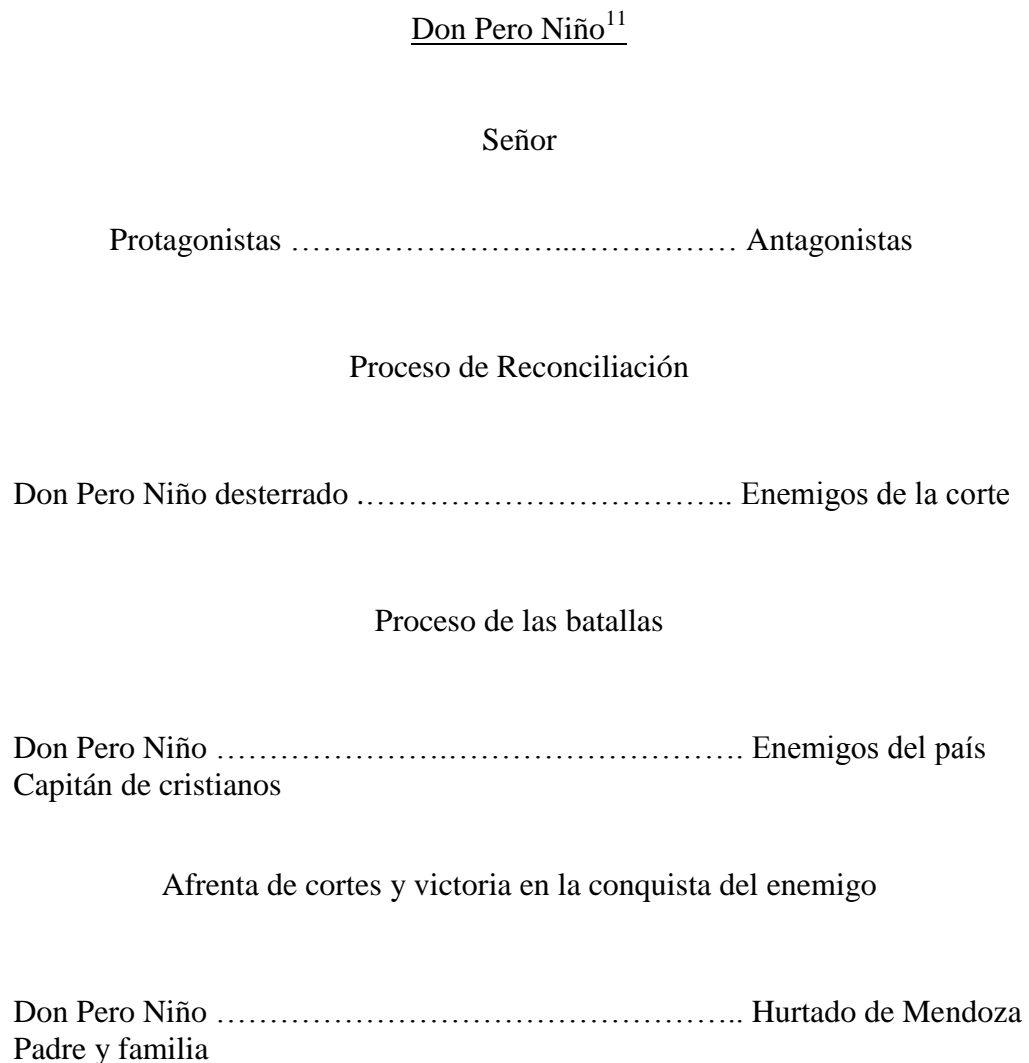 Don Pero Niño11
Señor
Protagonistas …….…………………...…………… Antagonistas
Proceso de Reconciliación
Don Pero Niño desterrado .…………………………….. Enemigos de la corte
Proceso de las batallas
Don Pero Niño ………………….………………………. Enemigos del país
Capitán de cristianos
Afrenta de cortes y victoria en la conquista del enemigo
Don Pero Niño …………………………………………….. Hurtado de Mendoza
Padre y familia